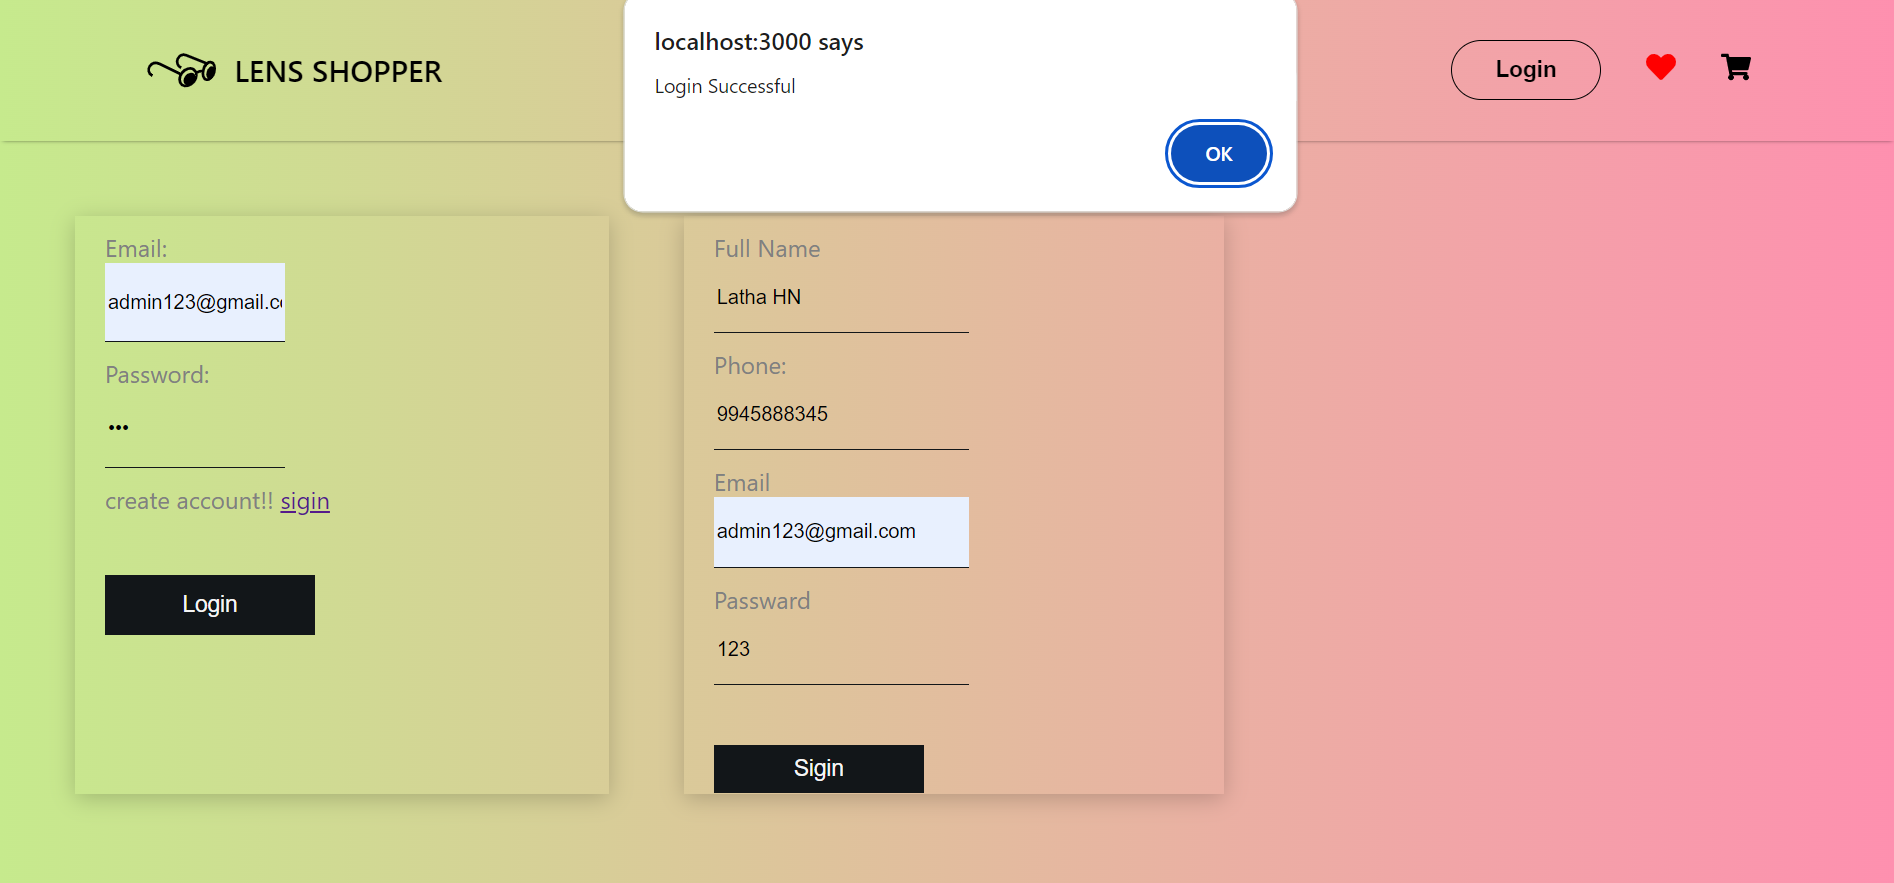 LENS SHOPPER
localhost:3000 says
Login Successful
OK
Login
Email:
admin123@gmail.c
Password:
•••
create account!! sigin
Login
Full Name
Latha HN
Phone:
9945888345
Email
admin123@gmail.com
Passward
123
Sigin